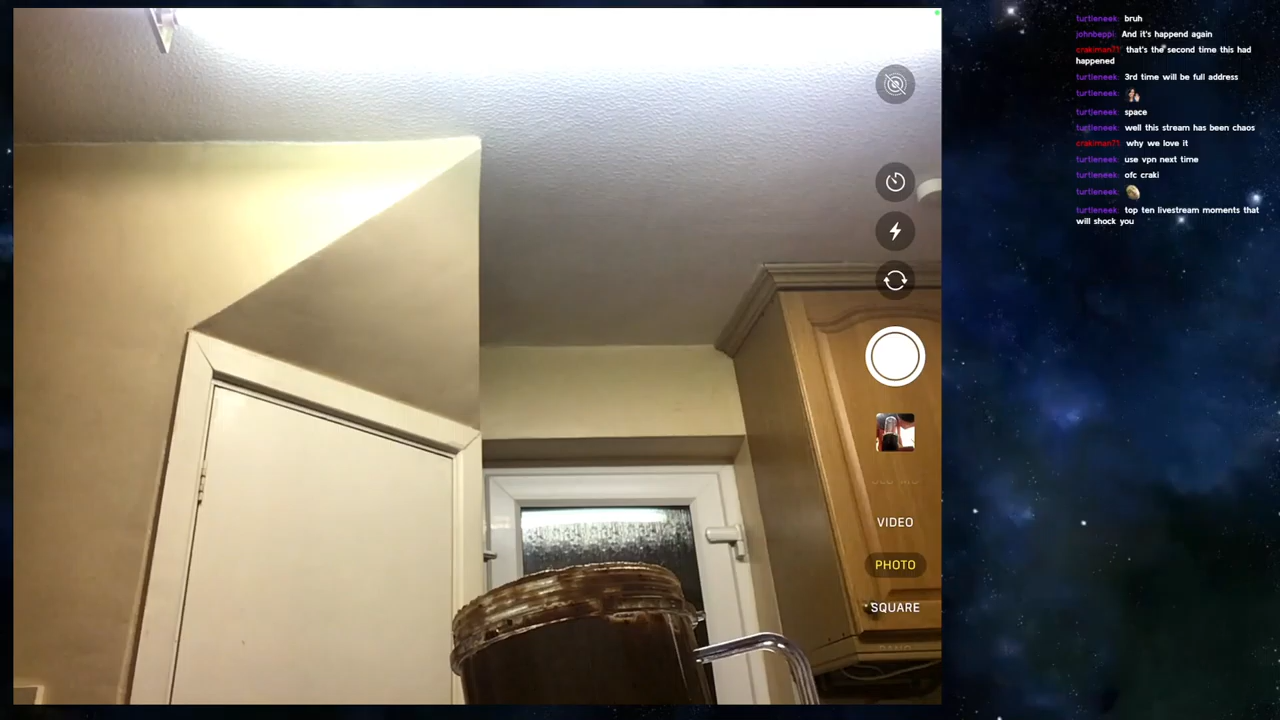 turtleneek: bruh
johnbeppi: And it's happend again
crakiman71: that's the second time this had
happened
turtleneek: 3rd time will be full address
turtleneek:
turtleneek: space
turtleneek: well this stream has been chaos
crakiman71: why we love it
turtleneek: use vpn next time
turtleneek: ofc craki
turtleneek:
turtleneek: top ten livestream moments that
will shock you
VIDEO
PHOTO
SQUARE